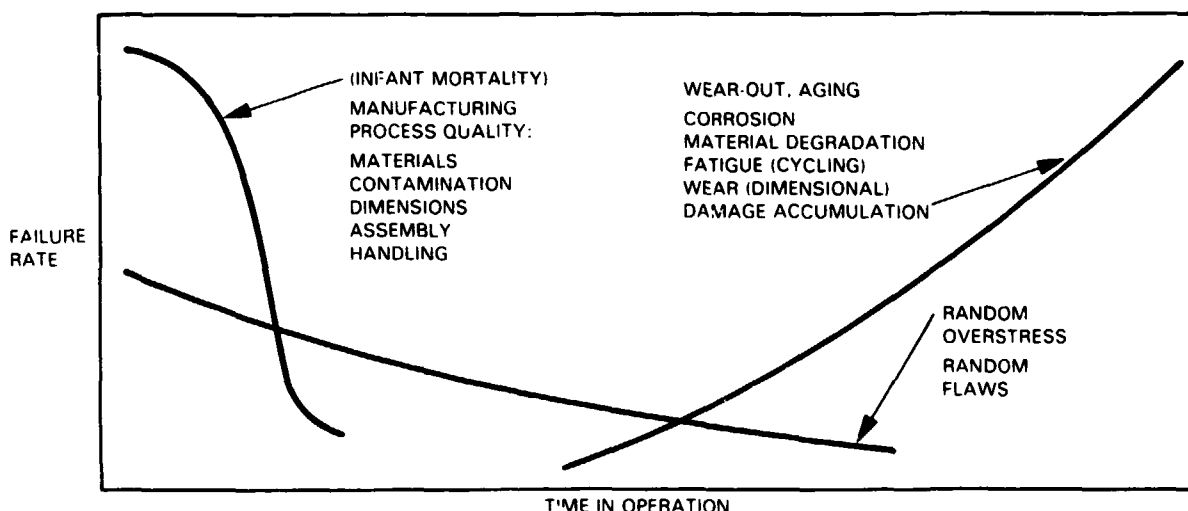 (INFANT MORTALITY)
MANUFACTURING
PROCESS QUALITY:
MATERIALS
CONTAMINATION
DIMENSIONS
ASSEMBLY
HANDLING
WEAR-OUT, AGING
CORROSION
MATERIAL DEGRADATION
FATIGUE (CYCLING)
WEAR (DIMENSIONAL)
DAMAGE ACCUMULATION
FAILURE
RATE
RANDOM
OVERSTRESS
RANDOM
FLAWS
TIME IN OPERATION